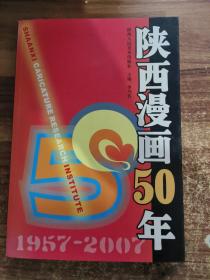 陕西漫画50年
SHAANXI CARICATURE RESEARCH INSTITUTE
50
1957-2007